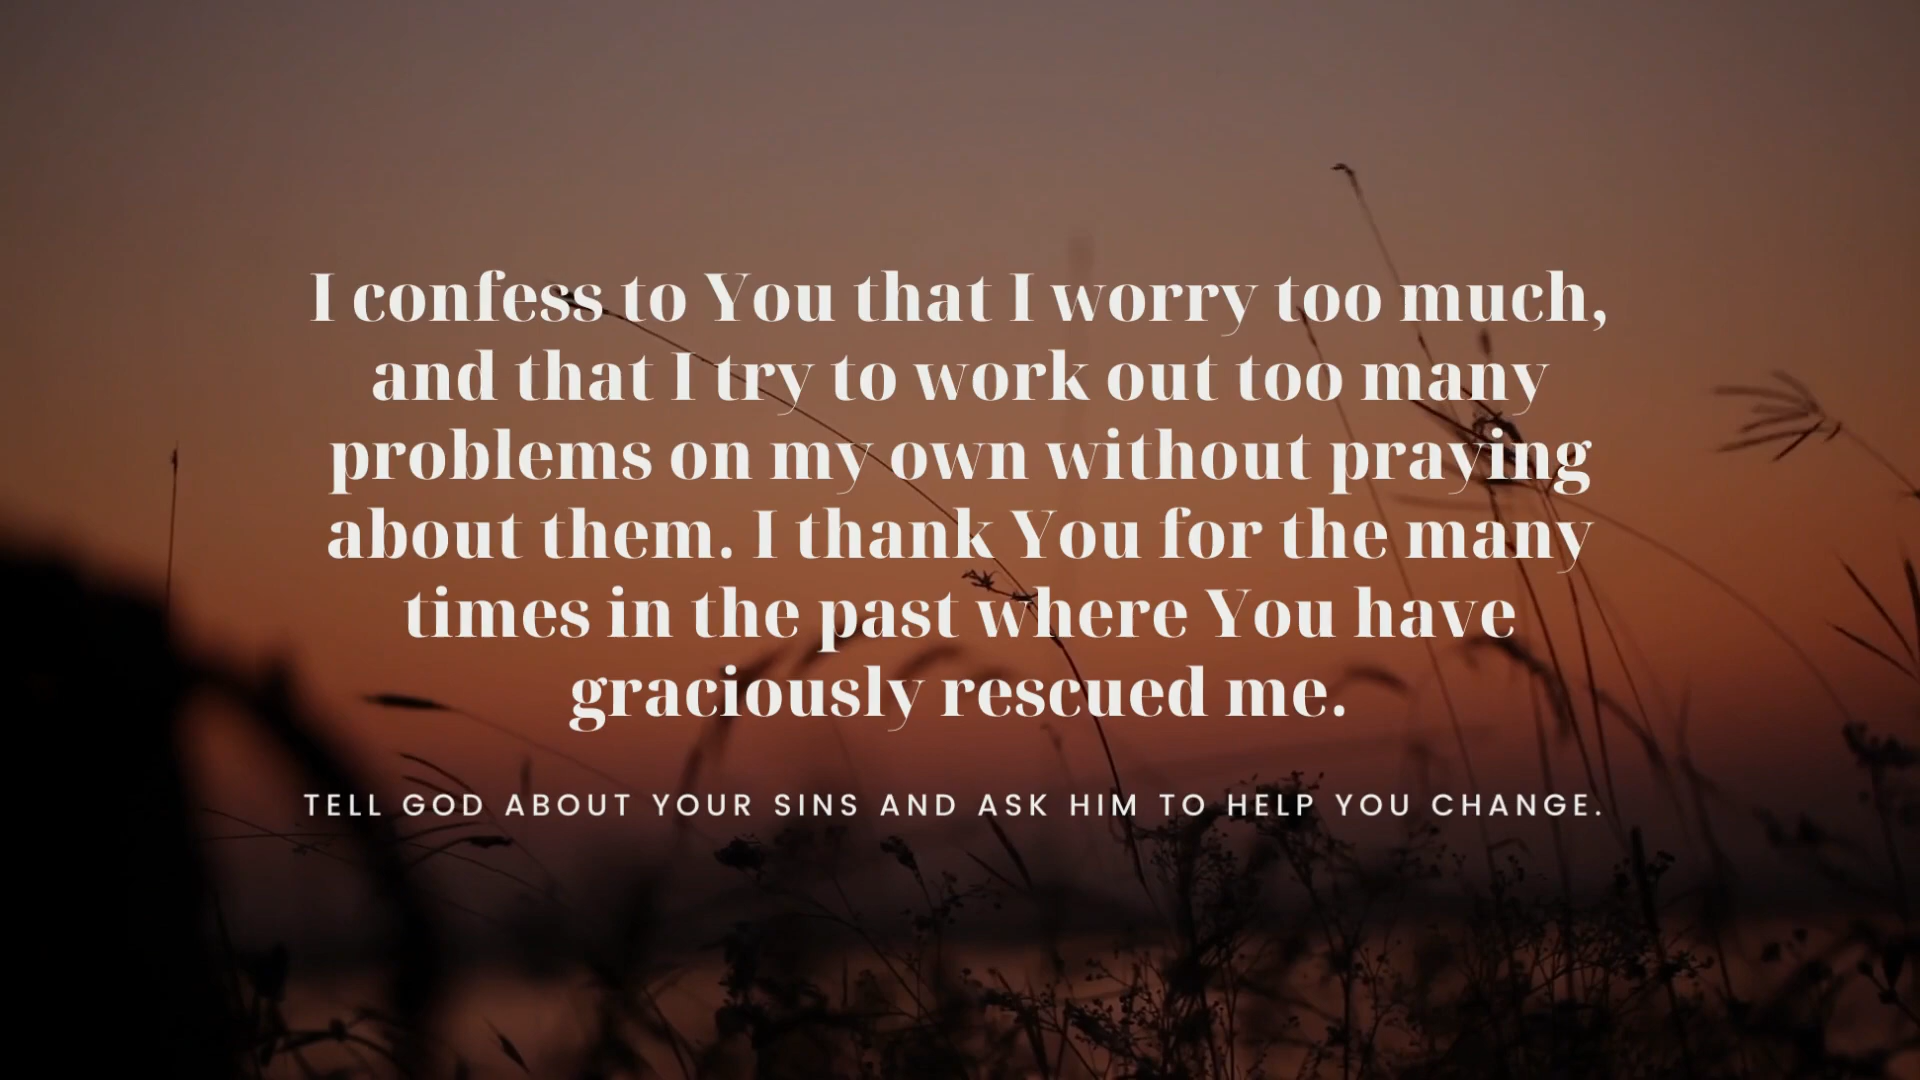 I confess to You that I worry too much,
and that I try to work out too many
problems on my own without praying
about them. I thank You for the many
times in the past where You have
graciously rescued me.
TELL GOD ABOUT YOUR SINS AND ASK HIM TO HELP YOU CHANGE.